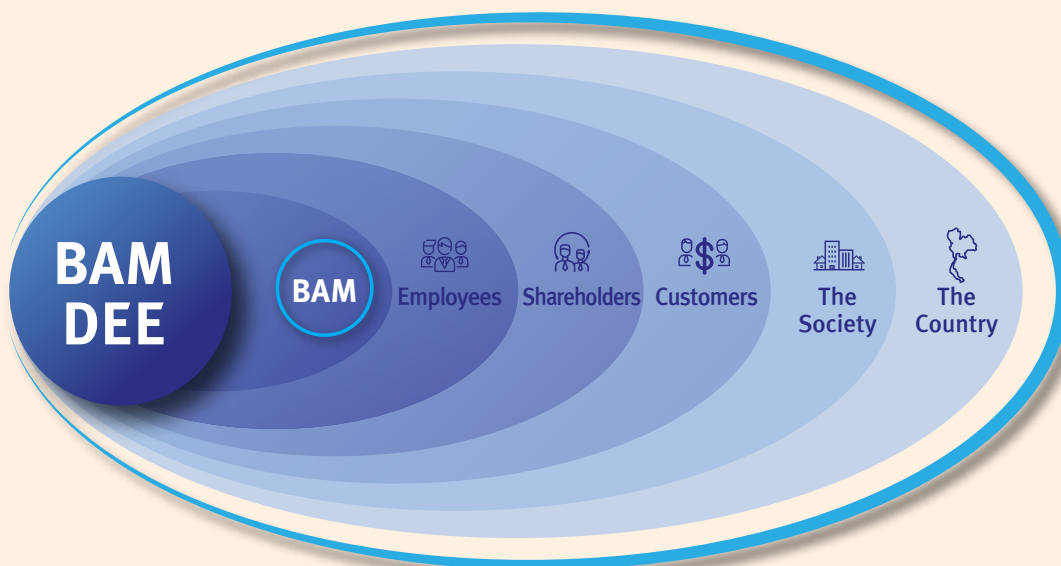 BAM
DEE
BAM
Employees
Shareholders
Customers
The
Society
The
Country